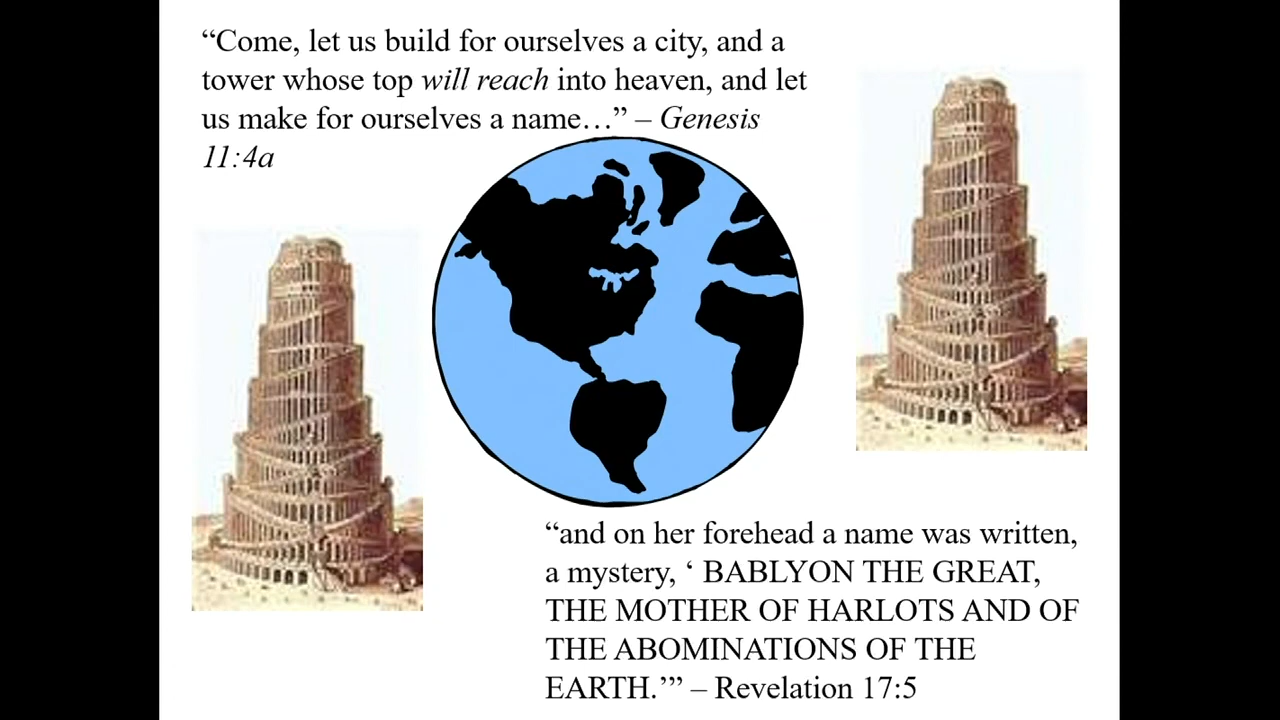 “Come, let us build for ourselves a city, and a
tower whose top will reach into heaven, and let
us make for ourselves a name…” – Genesis
11:4a
“and on her forehead a name was written,
a mystery, ‘ BABLYON THE GREAT,
THE MOTHER OF HARLOTS AND OF
THE ABOMINATIONS OF THE
EARTH.’” – Revelation 17:5